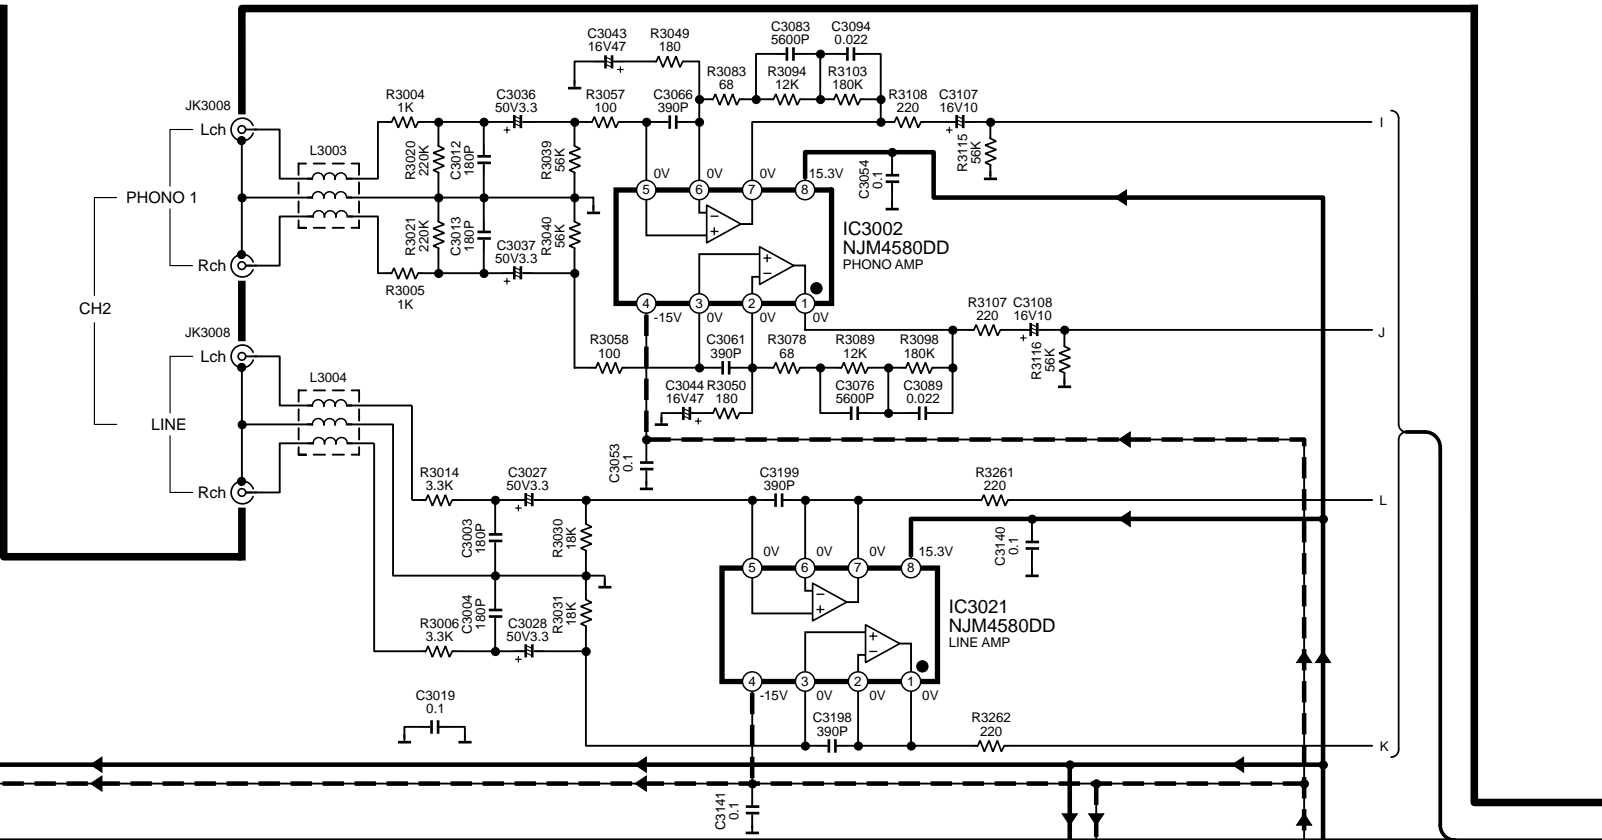 C3043
16V47
R3049
180
C3083
5600P
C3094
0.022
R3083
68
R3094
12K
R3103
180K
JK3008
Lch
PHONO 1
Rch
L3003
R3004
1K
C3036
50V3.3
R3057
100
C3066
390P
R3108
220
C3107
16V10
I
R3020
220K
C3012
180P
R3039
56K
R3115
56K
C3054
0.1
0V
0V
0V
15.3V
5
6
7
8
R3021
220K
C3013
180P
C3037
50V3.3
R3040
56K
R3005
1K
IC3002
NJM4580DD
PHONO AMP
4
3
2
1
-15V
0V
0V
0V
CH2
R3107
220
C3108
16V10
J
R3116
56K
JK3008
Lch
LINE
Rch
L3004
R3058
100
C3061
390P
R3078
68
R3089
12K
R3098
180K
C3044
16V47
R3050
180
C3076
5600P
C3089
0.022
C3053
0.1
R3014
3.3K
C3027
50V3.3
C3199
390P
R3261
220
L
C3003
180P
R3030
18K
C3140
0.1
0V
0V
0V
15.3V
5
6
7
8
C3004
180P
R3031
18K
R3006
3.3K
C3028
50V3.3
IC3021
NJM4580DD
LINE AMP
4
3
2
1
-15V
0V
0V
0V
C3019
0.1
C3198
390P
R3262
220
K
C3141
0.1